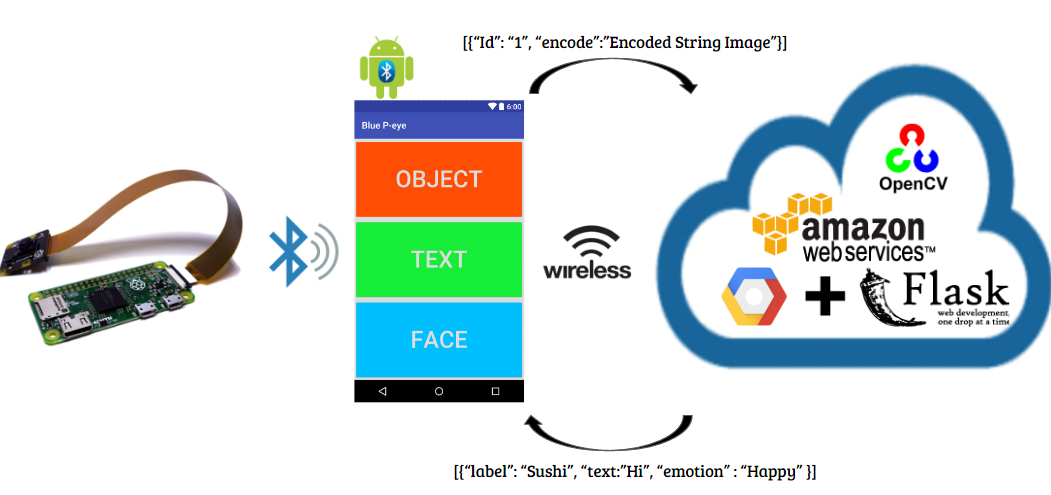 [{“Id”: “1”, “encode”:”Encoded String Image”}]
6:00
Blue P-eye
OBJECT
TEXT
FACE
wireless
OpenCV
amazon
web services™
Flask
web development,
one drop at a time
[{“label”: “Sushi”, “text:”Hi”, “emotion” : “Happy” }]